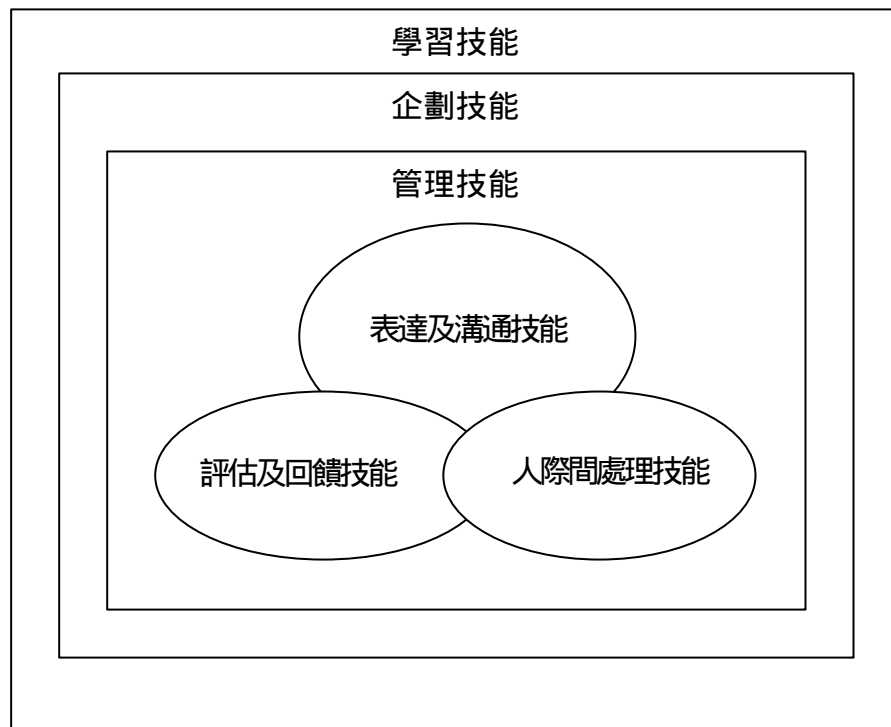 學習技能
企劃技能
管理技能
表達及溝通技能
評估及回饋技能
人際間處理技能